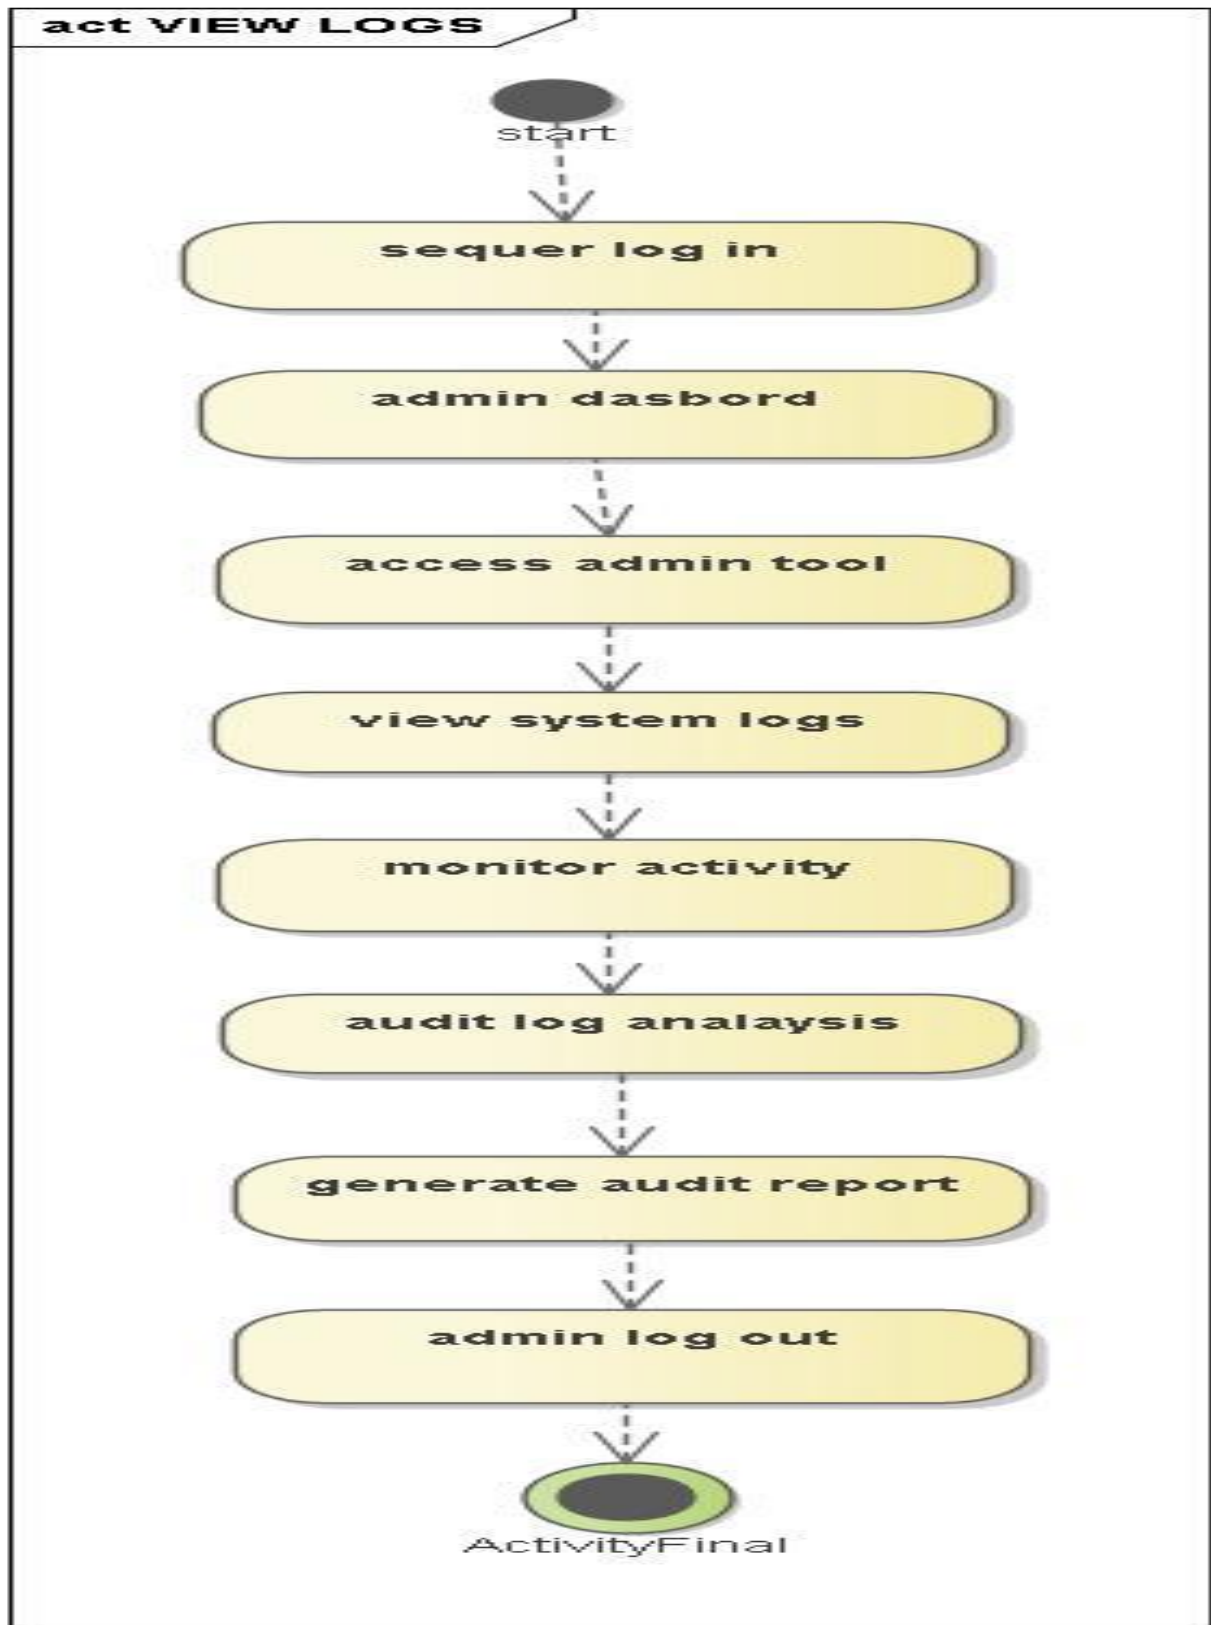 act VIEW LOGS
start
sequer log in
admin dasbord
access admin tool
view system logs
monitor activity
audit log analaysis
generate audit report
admin log out
ActivityFinal